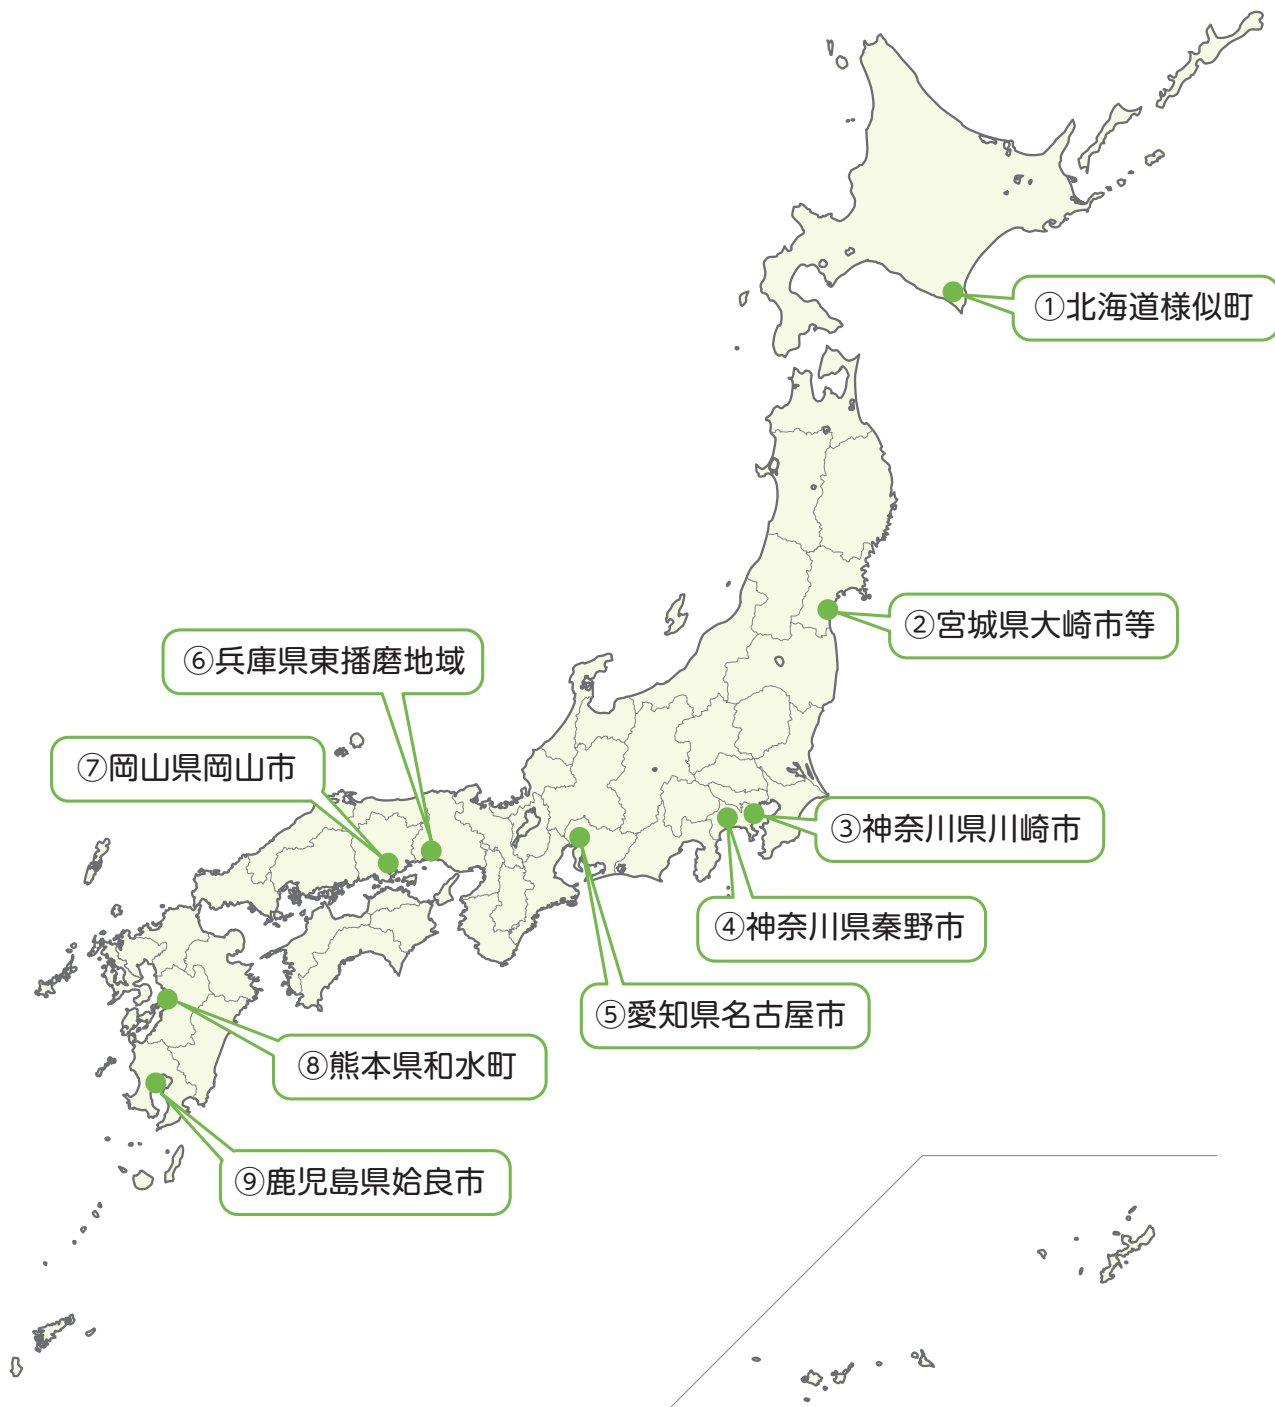 ①北海道様似町
②宮城県大崎市等
③神奈川県川崎市
④神奈川県秦野市
⑤愛知県名古屋市
⑥兵庫県東播磨地域
⑦岡山県岡山市
⑧熊本県和水町
⑨鹿児島県姶良市